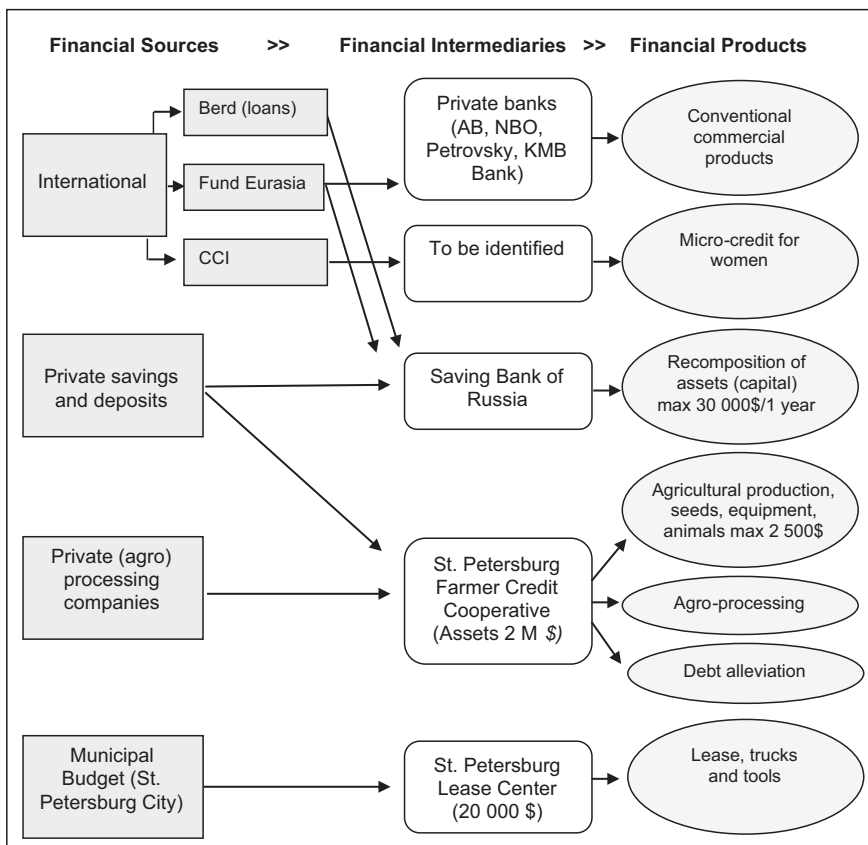 Financial Sources >> Financial Intermediaries >> Financial Products
Berd (loans)
International
Fund Eurasia
CCI
Private banks
(AB, NBO,
Petrovsky, KMB
Bank)
Conventional
commercial
products
To be identified
Micro-credit for
women
Private savings
and deposits
Saving Bank of
Russia
Recomposition of
assets (capital)
max 30 000$/1 year
Private (agro)
processing
companies
St. Petersburg
Farmer Credit
Cooperative
(Assets 2 M $)
Agricultural production,
seeds, equipment,
animals max 2 500$
Agro-processing
Debt alleviation
Municipal
Budget (St.
Petersburg City)
St. Petersburg
Lease Center
(20 000 $)
Lease, trucks
and tools